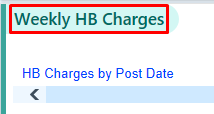 Weekly HB Charges
HB Charges by Post Date